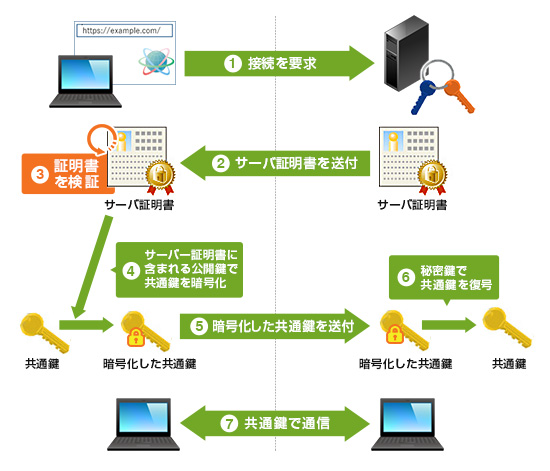 https://example.com/
1 接続を要求
2 サーバ証明書を送付
3 証明書
を検証
サーバ証明書
サーバ証明書
4 サーバー証明書に
含まれる公開鍵で
共通鍵を暗号化
6 秘密鍵で
共通鍵を復号
5 暗号化した共通鍵を送付
共通鍵
暗号化した共通鍵
暗号化した共通鍵
共通鍵
7 共通鍵で通信